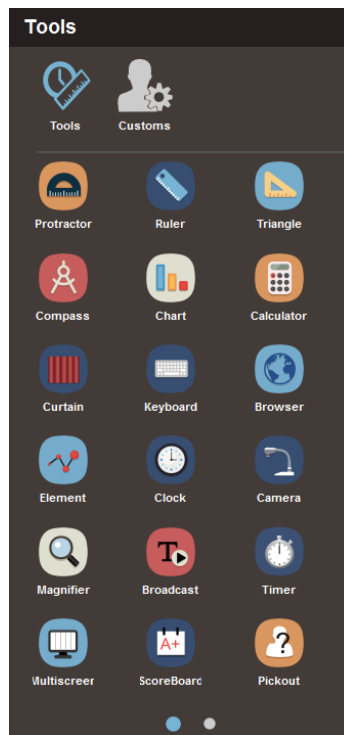 Tools
Tools Customs
Protractor Ruler Triangle
Compass Chart Calculator
Curtain Keyboard Browser
Element Clock Camera
Magnifier T Broadcast Timer
A+ ?
Multiscreen ScoreBoard Pickout